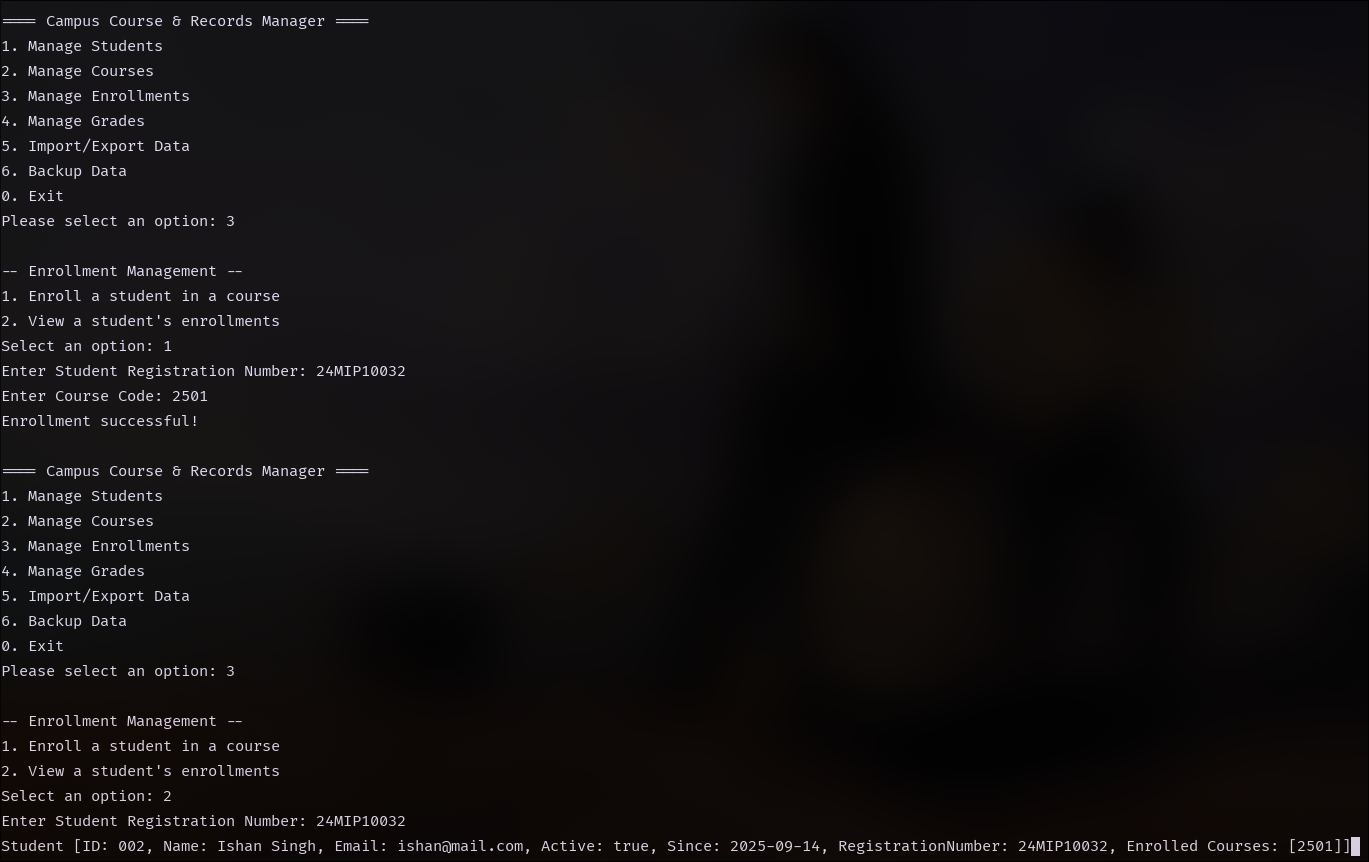 ==== Campus Course & Records Manager ====
1. Manage Students
2. Manage Courses
3. Manage Enrollments
4. Manage Grades
5. Import/Export Data
6. Backup Data
0. Exit
Please select an option: 3
-- Enrollment Management --
1. Enroll a student in a course
2. View a student's enrollments
Select an option: 1
Enter Student Registration Number: 24MIP10032
Enter Course Code: 2501
Enrollment successful!
==== Campus Course & Records Manager ====
1. Manage Students
2. Manage Courses
3. Manage Enrollments
4. Manage Grades
5. Import/Export Data
6. Backup Data
0. Exit
Please select an option: 3
-- Enrollment Management --
1. Enroll a student in a course
2. View a student's enrollments
Select an option: 2
Enter Student Registration Number: 24MIP10032
Student [ID: 002, Name: Ishan Singh, Email: ishan@mail.com, Active: true, Since: 2025-09-14, RegistrationNumber: 24MIP10032, Enrolled Courses: [2501]]